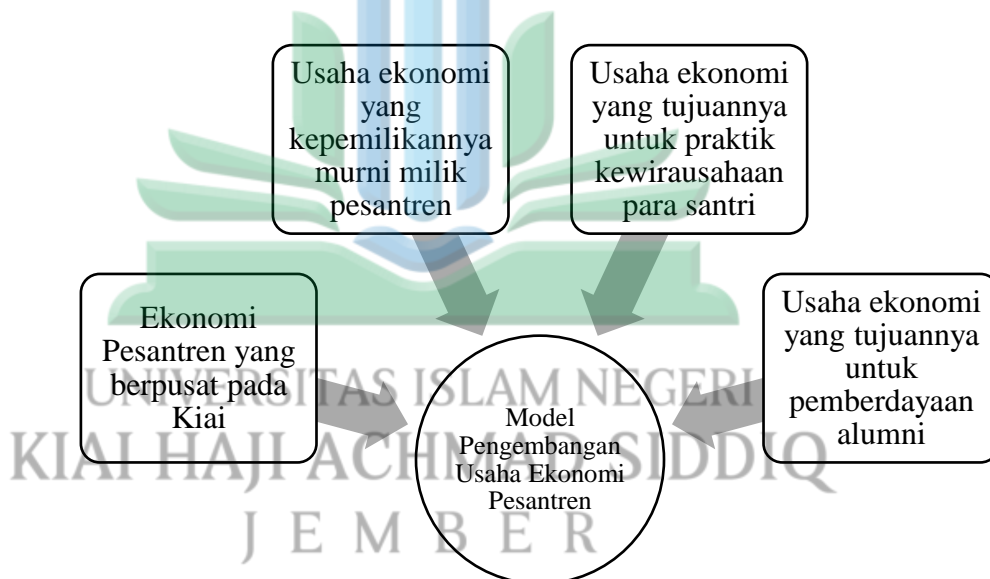 Usaha ekonomi
yang
kepemilikannya
murni milik
pesantren
Usaha ekonomi
yang tujuannya
untuk praktik
kewirausahaan
para santri
Ekonomi
Pesantren yang
berpusat pada
Kiai
Usaha ekonomi
yang tujuannya
untuk
pemberdayaan
alumni
Model
Pengembangan
Usaha Ekonomi
Pesantren
UNIVERSITAS ISLAM NEGERI
KIAI HAJI ACHMAD SIDDIQ
JEMBER